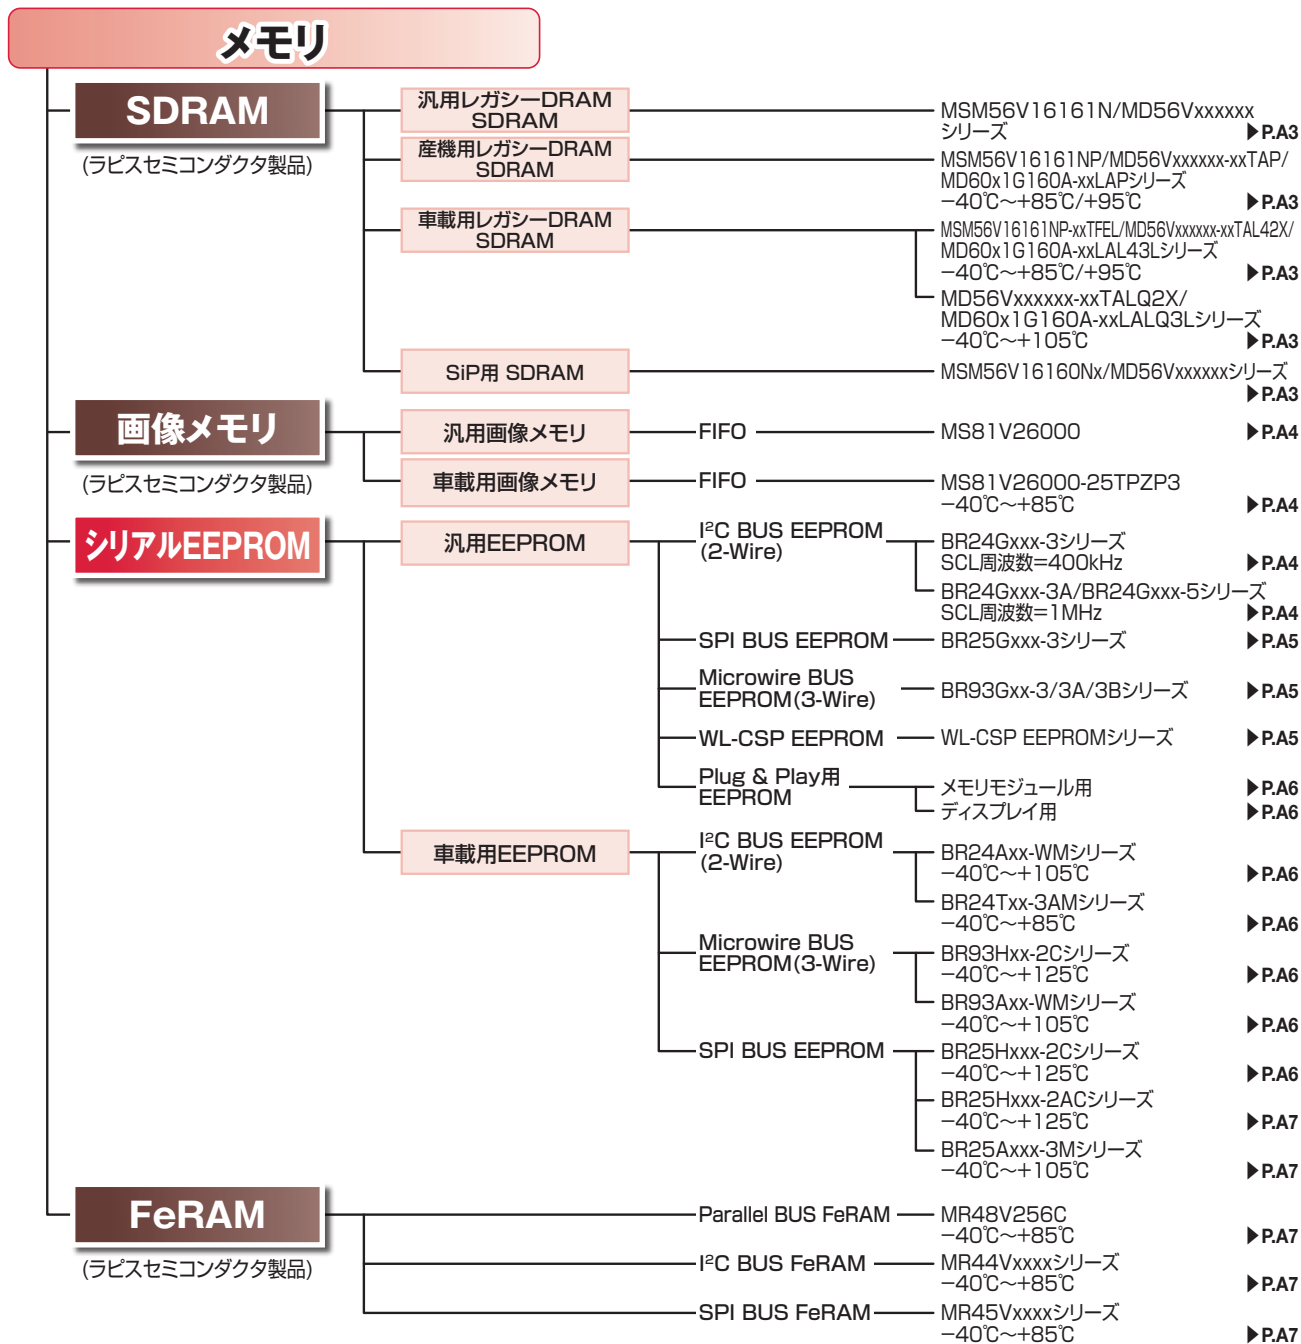 メモリ
SDRAM
(ラピスセミコンダクタ製品)
汎用レガシーDRAM
SDRAM
MSM56V16161N/MD56Vxxxxxx
シリーズ ▶P.A3
産機用レガシーDRAM
SDRAM
MSM56V16161NP/MD56Vxxxxxx-xxTAP/
MD60x1G160A-xxLAPシリーズ
−40℃〜+85℃/+95℃ ▶P.A3
車載用レガシーDRAM
SDRAM
MSM56V16161NP-xxTFEL/MD56Vxxxxxx-xxTAL42X/
MD60x1G160A-xxLAL43Lシリーズ
−40℃〜+85℃/+95℃ ▶P.A3
MD56Vxxxxxx-xxTALQ2X/
MD60x1G160A-xxLALQ3Lシリーズ
−40℃〜+105℃ ▶P.A3
SiP用 SDRAM
MSM56V16160Nx/MD56Vxxxxxxシリーズ
▶P.A3
画像メモリ
(ラピスセミコンダクタ製品)
汎用画像メモリ
FIFO
MS81V26000 ▶P.A4
車載用画像メモリ
FIFO
MS81V26000-25TPZP3
−40℃〜+85℃ ▶P.A4
シリアルEEPROM
汎用EEPROM
I²C BUS EEPROM
(2-Wire)
BR24Gxxx-3シリーズ
SCL周波数=400kHz ▶P.A4
BR24Gxxx-3A/BR24Gxxx-5シリーズ
SCL周波数=1MHz ▶P.A4
SPI BUS EEPROM
BR25Gxxx-3シリーズ ▶P.A5
Microwire BUS
EEPROM(3-Wire)
BR93Gxx-3/3A/3Bシリーズ ▶P.A5
WL-CSP EEPROM
WL-CSP EEPROMシリーズ ▶P.A5
Plug & Play用
EEPROM
メモリモジュール用 ▶P.A6
ディスプレイ用 ▶P.A6
車載用EEPROM
I²C BUS EEPROM
(2-Wire)
BR24Axx-WMシリーズ
−40℃〜+105℃ ▶P.A6
BR24Txx-3AMシリーズ
−40℃〜+85℃ ▶P.A6
Microwire BUS
EEPROM(3-Wire)
BR93Hxx-2Cシリーズ
−40℃〜+125℃ ▶P.A6
BR93Axx-WMシリーズ
−40℃〜+105℃ ▶P.A6
SPI BUS EEPROM
BR25Hxxx-2Cシリーズ
−40℃〜+125℃ ▶P.A6
BR25Hxxx-2ACシリーズ
−40℃〜+125℃ ▶P.A7
BR25Axxx-3Mシリーズ
−40℃〜+105℃ ▶P.A7
FeRAM
(ラピスセミコンダクタ製品)
Parallel BUS FeRAM
MR48V256C
−40℃〜+85℃ ▶P.A7
I²C BUS FeRAM
MR44Vxxxxシリーズ
−40℃〜+85℃ ▶P.A7
SPI BUS FeRAM
MR45Vxxxxシリーズ
−40℃〜+85℃ ▶P.A7